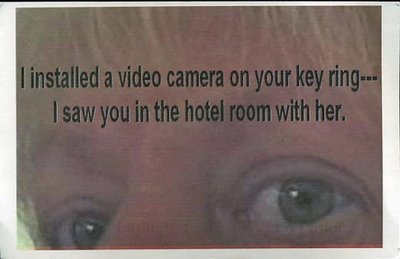 I installed a video camera on your key ring---
I saw you in the hotel room with her.